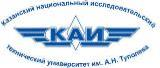 Казанский национальный исследовательский
КАИ
технический университет им. А.Н. Туполева